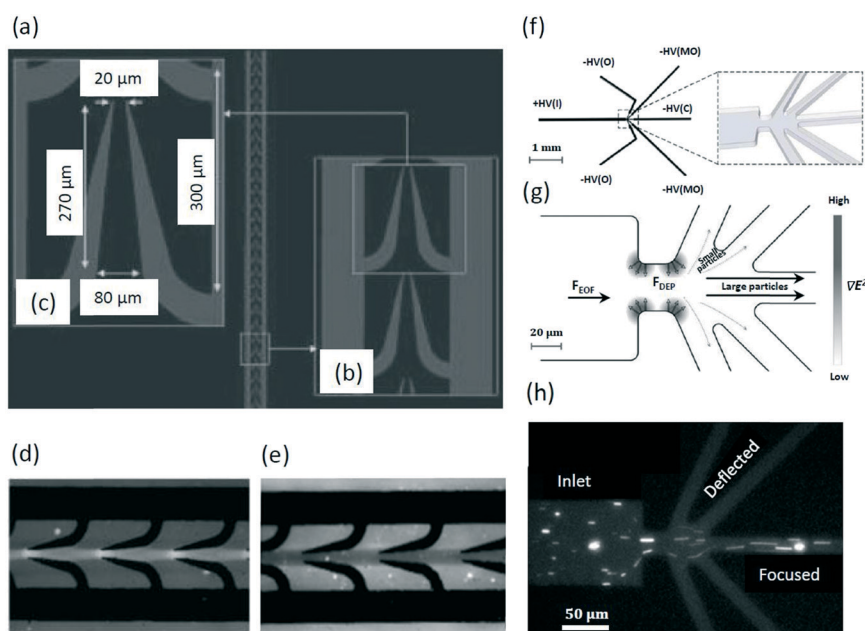 (a)
20 µm
270 µm
300 µm
80 µm
(c)
(b)
(d)
(e)
(f)
-HV(MO)
-HV(O)
+HV(I)
-HV(C)
-HV(O)
-HV(MO)
1 mm
(g)
High
Small
particles
F_EOF
F_DEP
Large particles
∇E²
20 µm
Low
(h)
Inlet
Deflected
Focused
50 µm